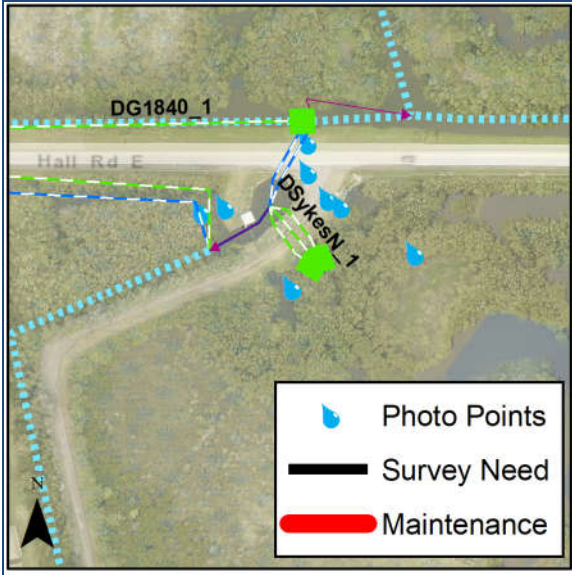 DG1840_1
Hall Rd E
DSykesN_1
Photo Points
Survey Need
N
Maintenance